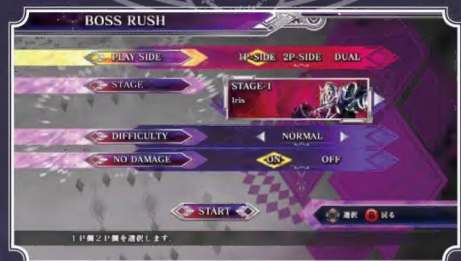 BOSS RUSH
PLAY SIDE 1P-SIDE 2P-SIDE DUAL
STAGE STAGE-1
Iris
DIFFICULTY NORMAL
NO DAMAGE ON OFF
START
選択 B 戻る
1P側2P側を選択します。